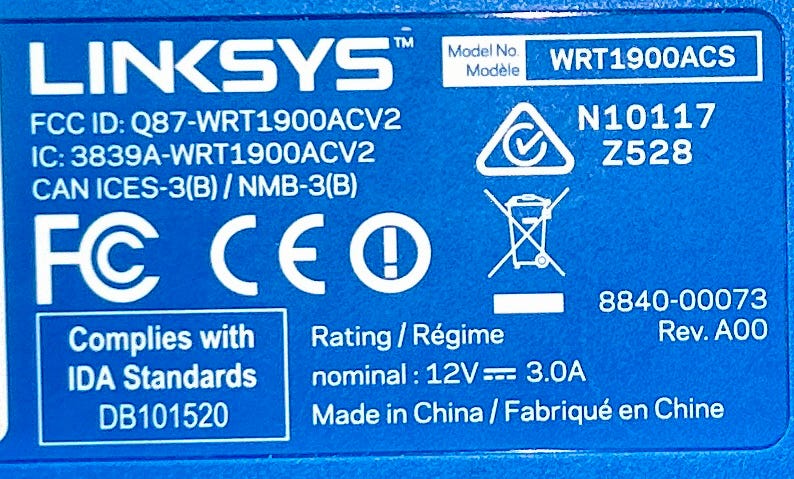 LINKSYS™
Model No.
Modèle
WRT1900ACS
FCC ID: Q87-WRT1900ACV2
IC: 3839A-WRT1900ACV2
CAN ICES-3(B) / NMB-3(B)
N10117
Z528
FC CE
8840-00073
Rev. A00
Complies with
IDA Standards
DB101520
Rating / Régime
nominal : 12V⎓ 3.0A
Made in China / Fabriqué en Chine